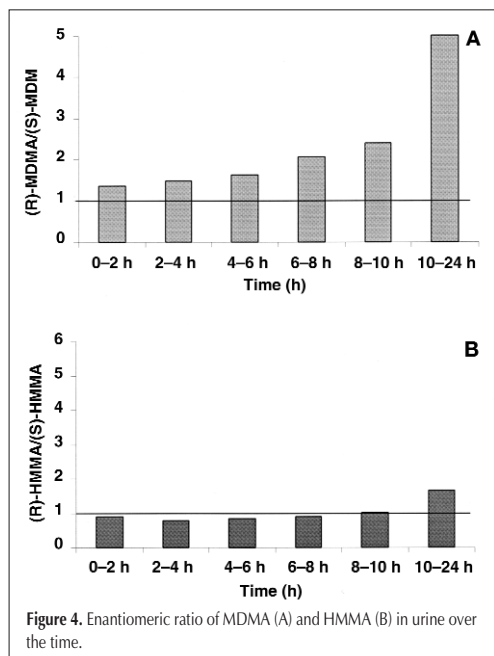 A
(R)-MDMA/(S)-MDM
5
4
3
2
1
0
0–2 h 2–4 h 4–6 h 6–8 h 8–10 h 10–24 h
Time (h)
B
(R)-HMMA/(S)-HMMA
6
5
4
3
2
1
0
0–2 h 2–4 h 4–6 h 6–8 h 8–10 h 10–24 h
Time (h)
Figure 4. Enantiomeric ratio of MDMA (A) and HMMA (B) in urine over
the time.